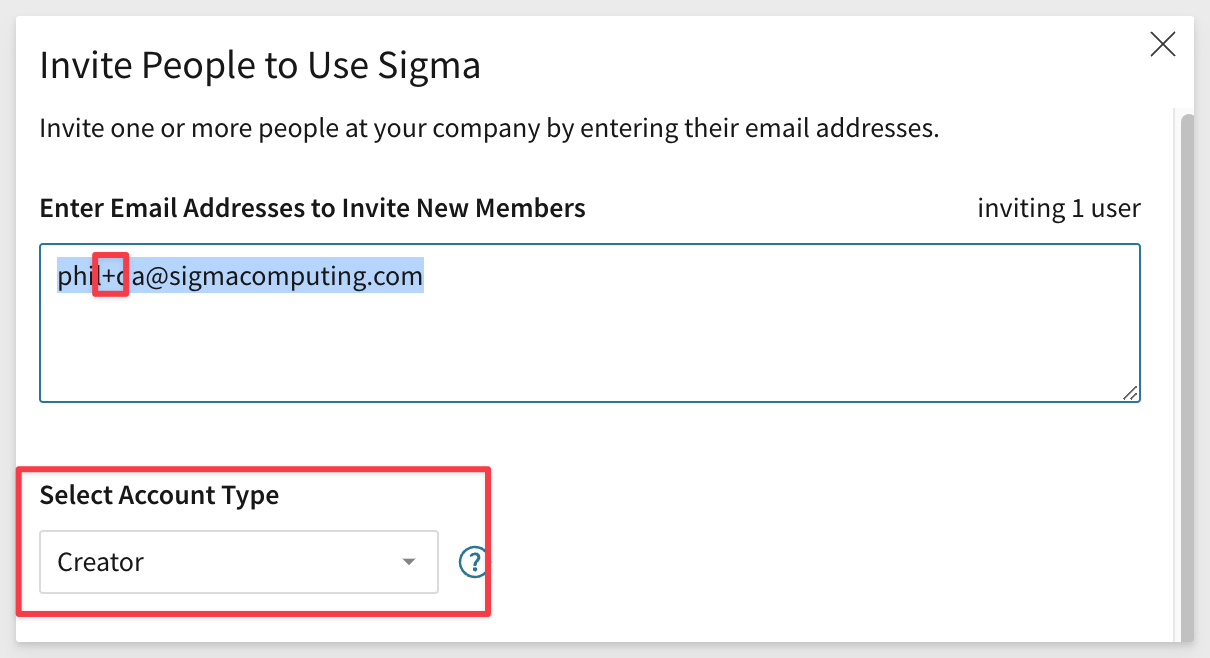 Invite People to Use Sigma
Invite one or more people at your company by entering their email addresses.
Enter Email Addresses to Invite New Members
inviting 1 user
phil+da@sigmacomputing.com
Select Account Type
Creator
?